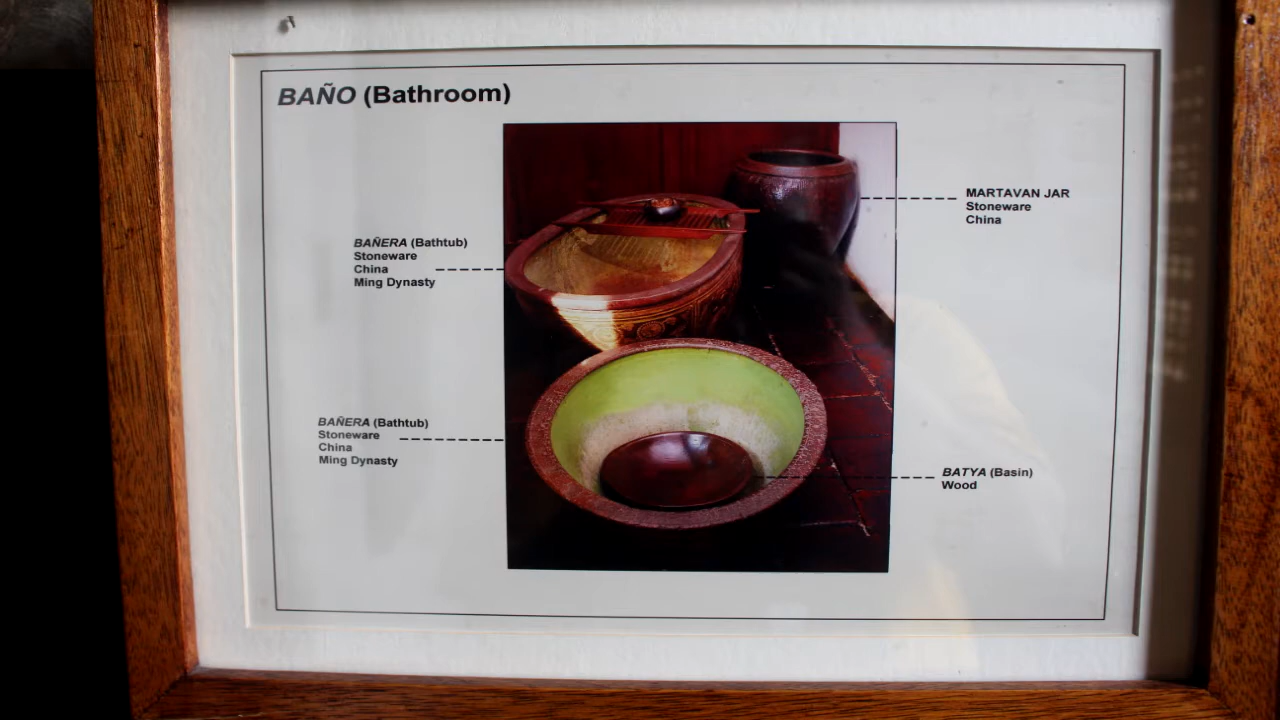 BAÑO (Bathroom)
MARTAVAN JAR
Stoneware
China
BAÑERA (Bathtub)
Stoneware
China
Ming Dynasty
BAÑERA (Bathtub)
Stoneware
China
Ming Dynasty
BATYA (Basin)
Wood